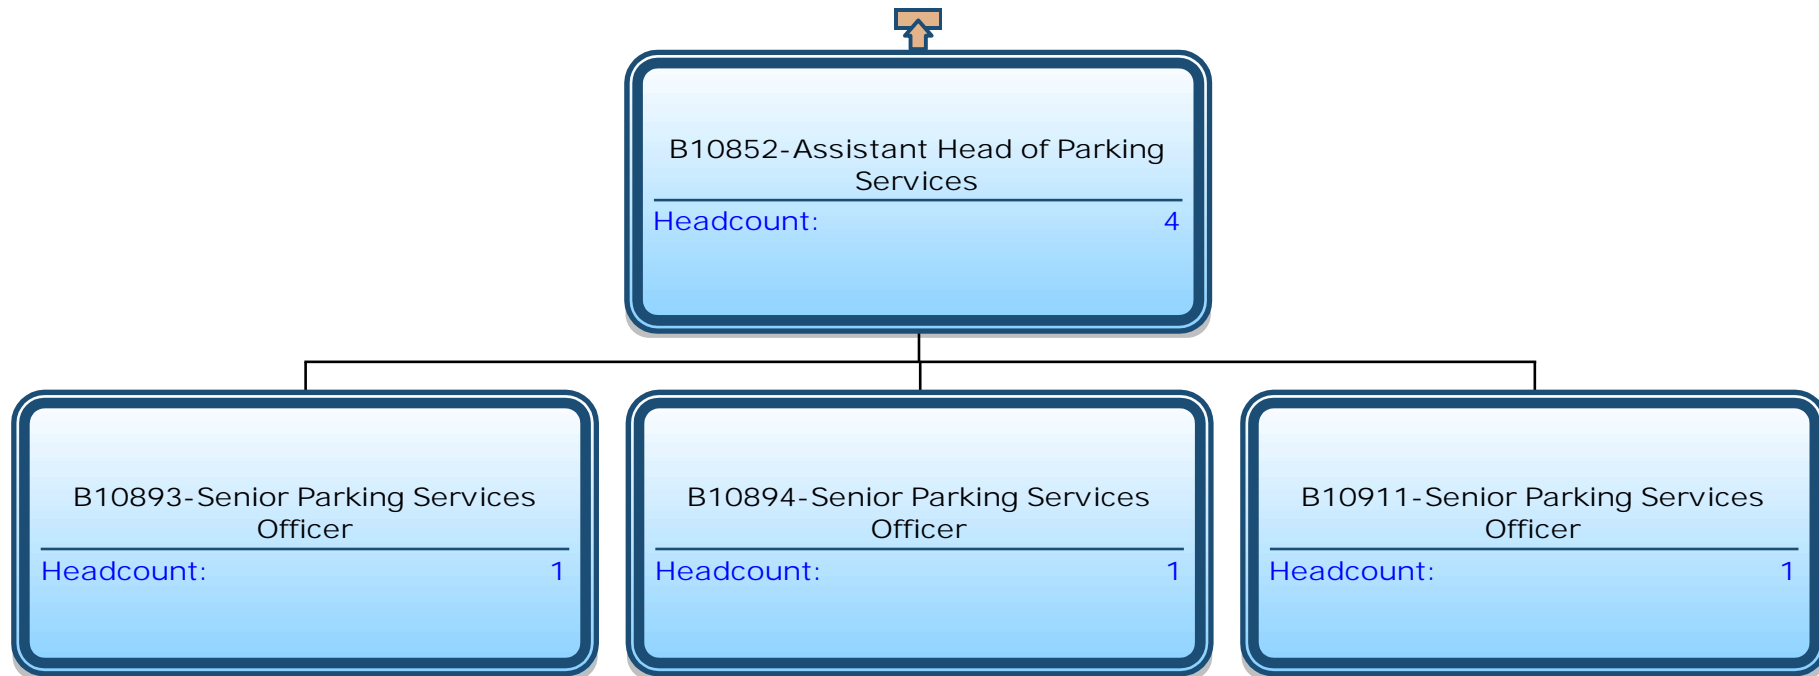 B10852-Assistant Head of Parking
Services
Headcount: 4
B10893-Senior Parking Services
Officer
Headcount: 1
B10894-Senior Parking Services
Officer
Headcount: 1
B10911-Senior Parking Services
Officer
Headcount: 1